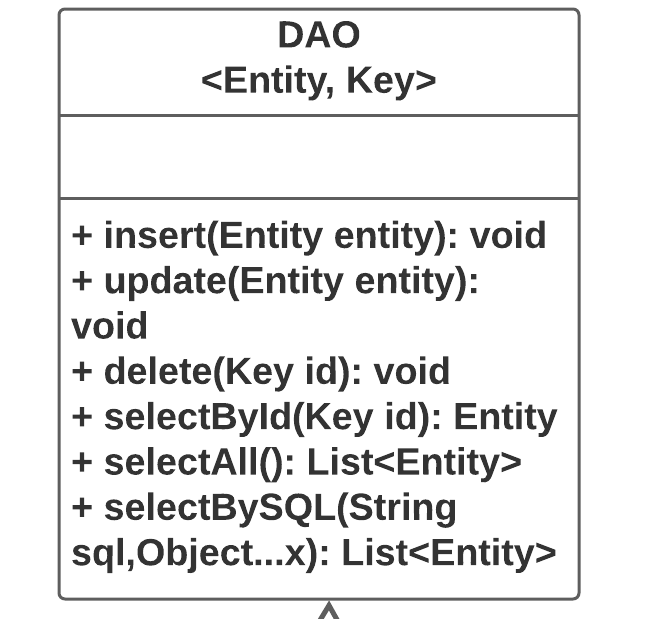 DAO
<Entity, Key>
+ insert(Entity entity): void
+ update(Entity entity):
void
+ delete(Key id): void
+ selectById(Key id): Entity
+ selectAll(): List<Entity>
+ selectBySQL(String
sql,Object...x): List<Entity>